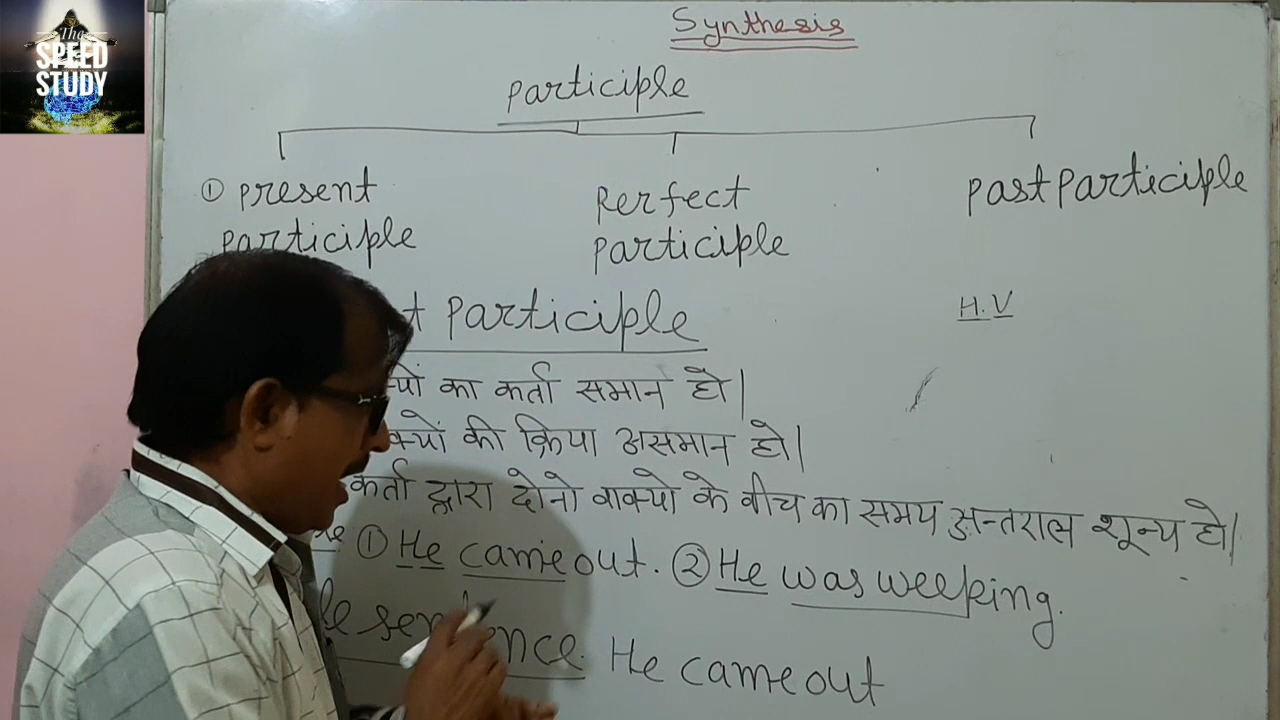 The
SPEED
STUDY
Synthesis
Participle
① Present Participle
Perfect Participle
Past Participle
Participle
H.V
का कर्ता समान हो|
की क्रिया असमान हो|
कर्ता द्वारा दोनो वाक्यो के बीच का समय अन्तराल शून्य हो|
① He came out. ② He was weeping.
He came out